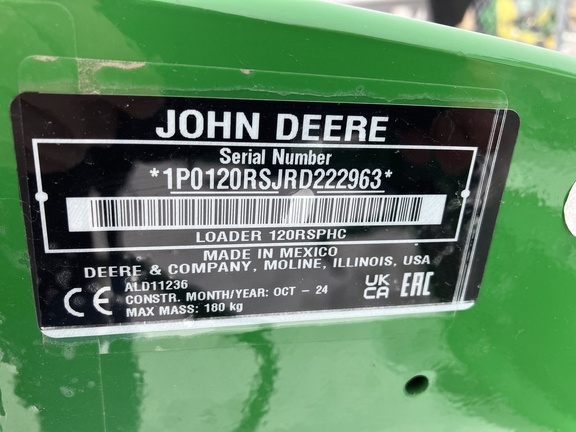 JOHN DEERE
Serial Number
*1P0120RSJRD222963*
LOADER 120RSPHC
MADE IN MEXICO
DEERE & COMPANY, MOLINE, ILLINOIS, USA
ALD11236
CONSTR. MONTH/YEAR: OCT - 24
MAX MASS: 180 kg
CE
UK
CA
EAC